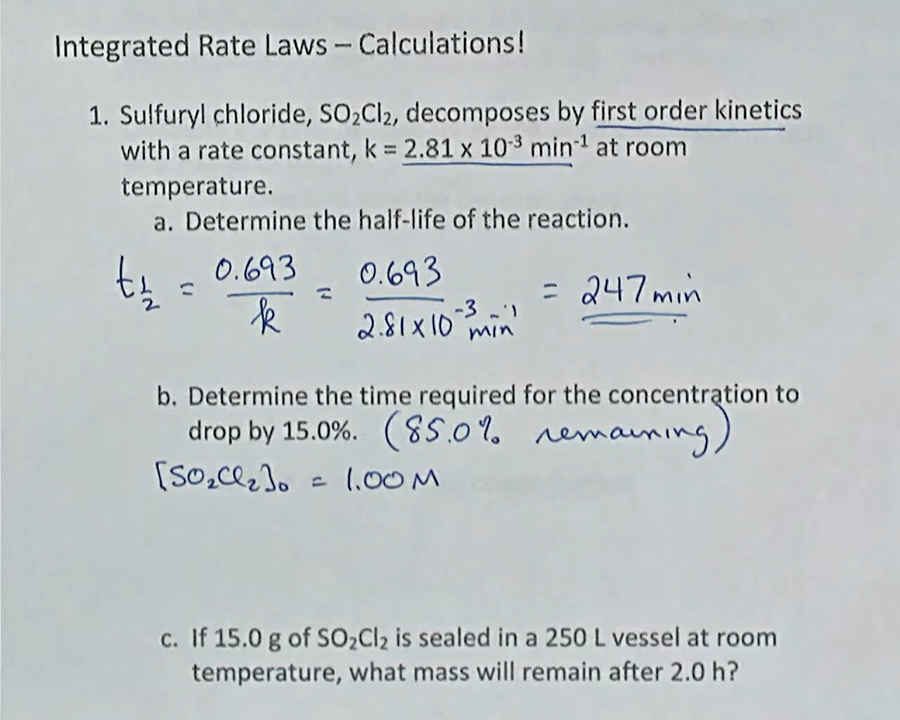 Integrated Rate Laws – Calculations!
1. Sulfuryl chloride, SO₂Cl₂, decomposes by first order kinetics
with a rate constant, k = 2.81 x 10⁻³ min⁻¹ at room
temperature.
a. Determine the half-life of the reaction.
t½ = 0.693/k = 0.693/2.81x10⁻³ min⁻¹ = 247 min
b. Determine the time required for the concentration to
drop by 15.0%. (85.0% remaining)
[SO₂Cl₂]₀ = 1.00 M
c. If 15.0 g of SO₂Cl₂ is sealed in a 250 L vessel at room
temperature, what mass will remain after 2.0 h?